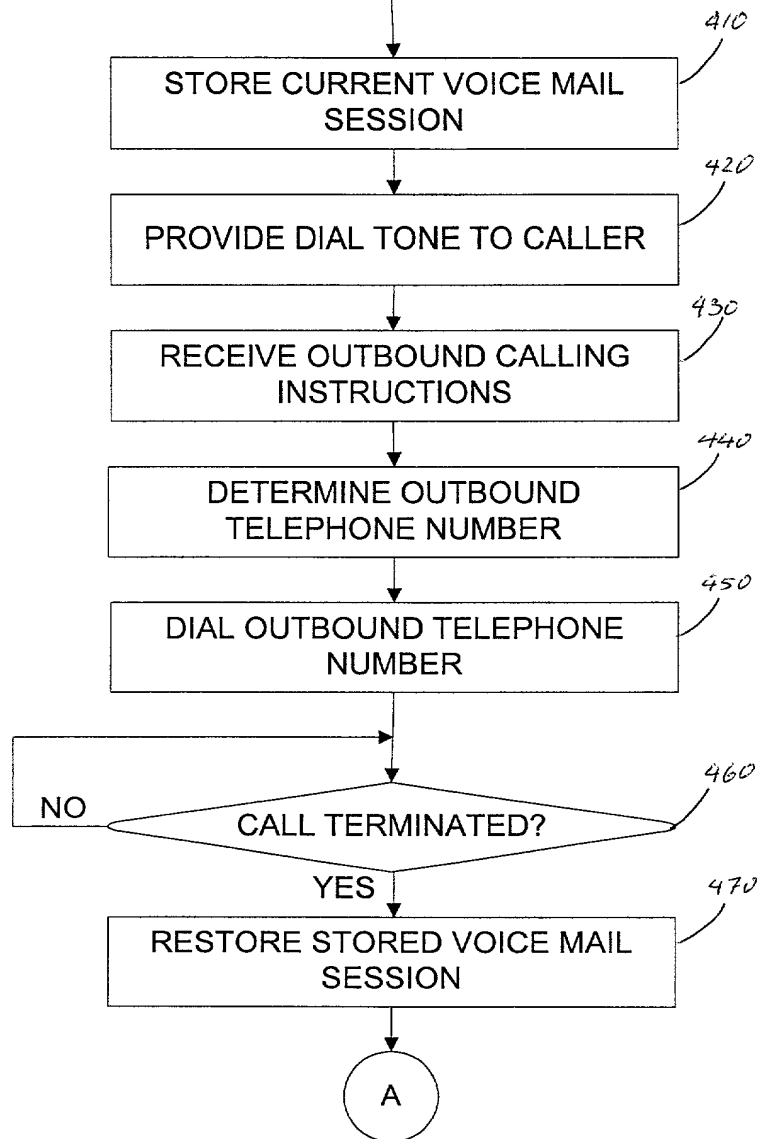 410
STORE CURRENT VOICE MAIL
SESSION
420
PROVIDE DIAL TONE TO CALLER
430
RECEIVE OUTBOUND CALLING
INSTRUCTIONS
440
DETERMINE OUTBOUND
TELEPHONE NUMBER
450
DIAL OUTBOUND TELEPHONE
NUMBER
460
NO
CALL TERMINATED?
YES
470
RESTORE STORED VOICE MAIL
SESSION
A